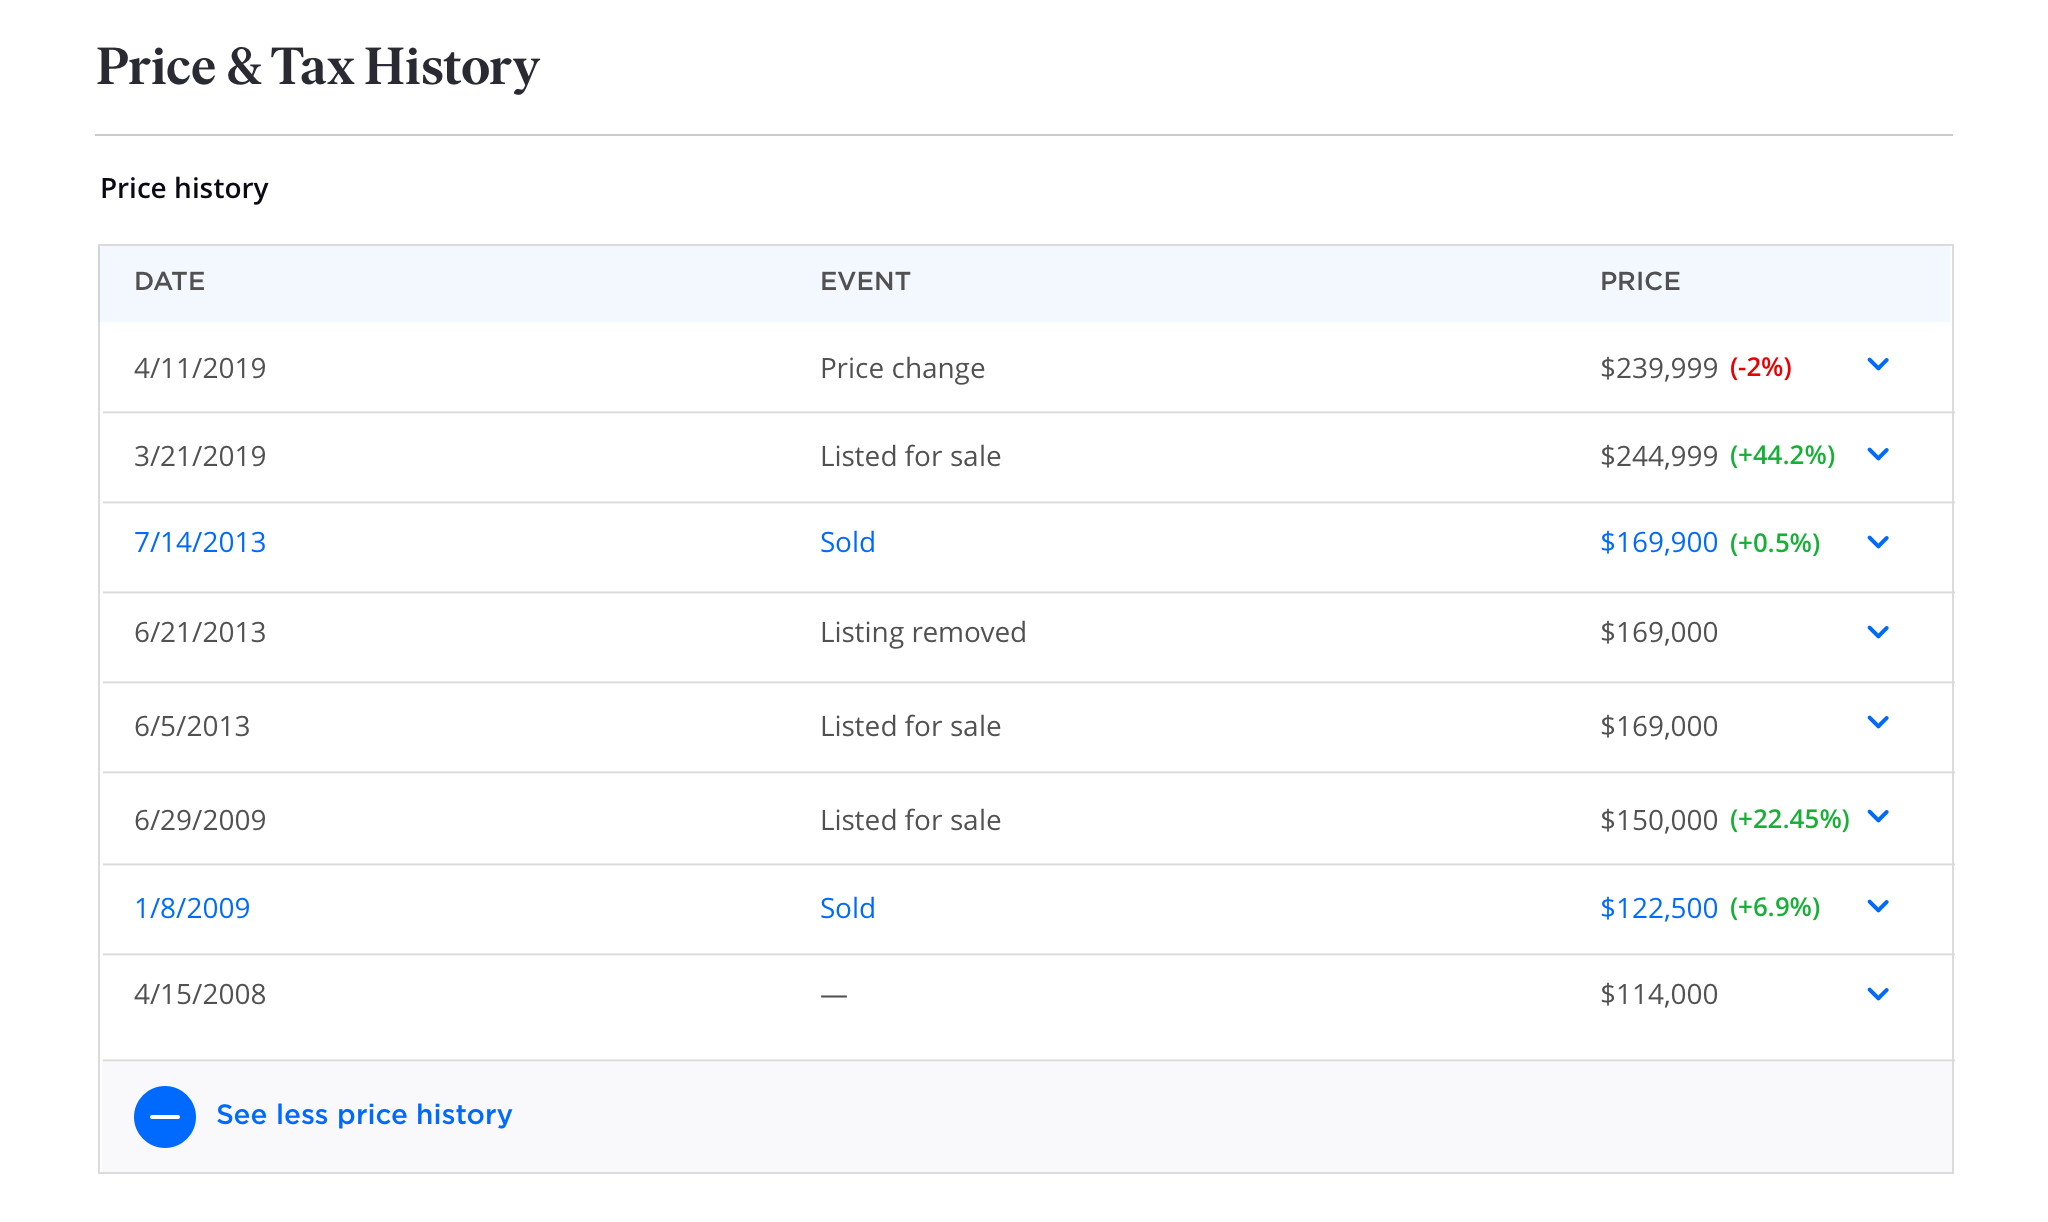 Price & Tax History
Price history
DATE EVENT PRICE
4/11/2019 Price change $239,999 (-2%)
3/21/2019 Listed for sale $244,999 (+44.2%)
7/14/2013 Sold $169,900 (+0.5%)
6/21/2013 Listing removed $169,000
6/5/2013 Listed for sale $169,000
6/29/2009 Listed for sale $150,000 (+22.45%)
1/8/2009 Sold $122,500 (+6.9%)
4/15/2008 — $114,000
See less price history